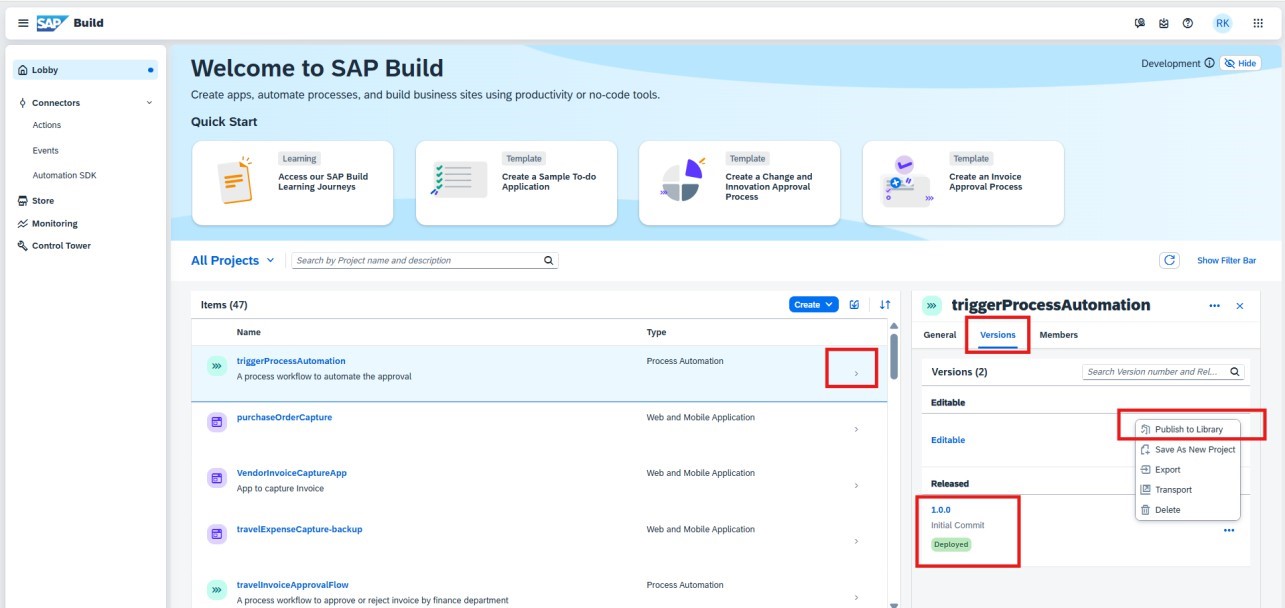 SAP Build
RK
Lobby
Connectors
Actions
Events
Automation SDK
Store
Monitoring
Control Tower
Welcome to SAP Build
Development
Hide
Create apps, automate processes, and build business sites using productivity or no-code tools.
Quick Start
Learning
Access our SAP Build
Learning Journeys
Template
Create a Sample To-do
Application
Template
Create a Change and
Innovation Approval
Process
Template
Create an Invoice
Approval Process
All Projects
Search by Project name and description
Show Filter Bar
Items (47)
Create
Name Type
triggerProcessAutomation Process Automation
A process workflow to automate the approval
purchaseOrderCapture Web and Mobile Application
VendorInvoiceCaptureApp Web and Mobile Application
App to capture Invoice
travelExpenseCapture-backup Web and Mobile Application
travelInvoiceApprovalFlow Process Automation
A process workflow to approve or reject invoice by finance department
triggerProcessAutomation
General Versions Members
Versions (2)
Search Version number and Rel...
Editable
Editable
Publish to Library
Save As New Project
Export
Transport
Delete
Released
1.0.0
Initial Commit
Deployed